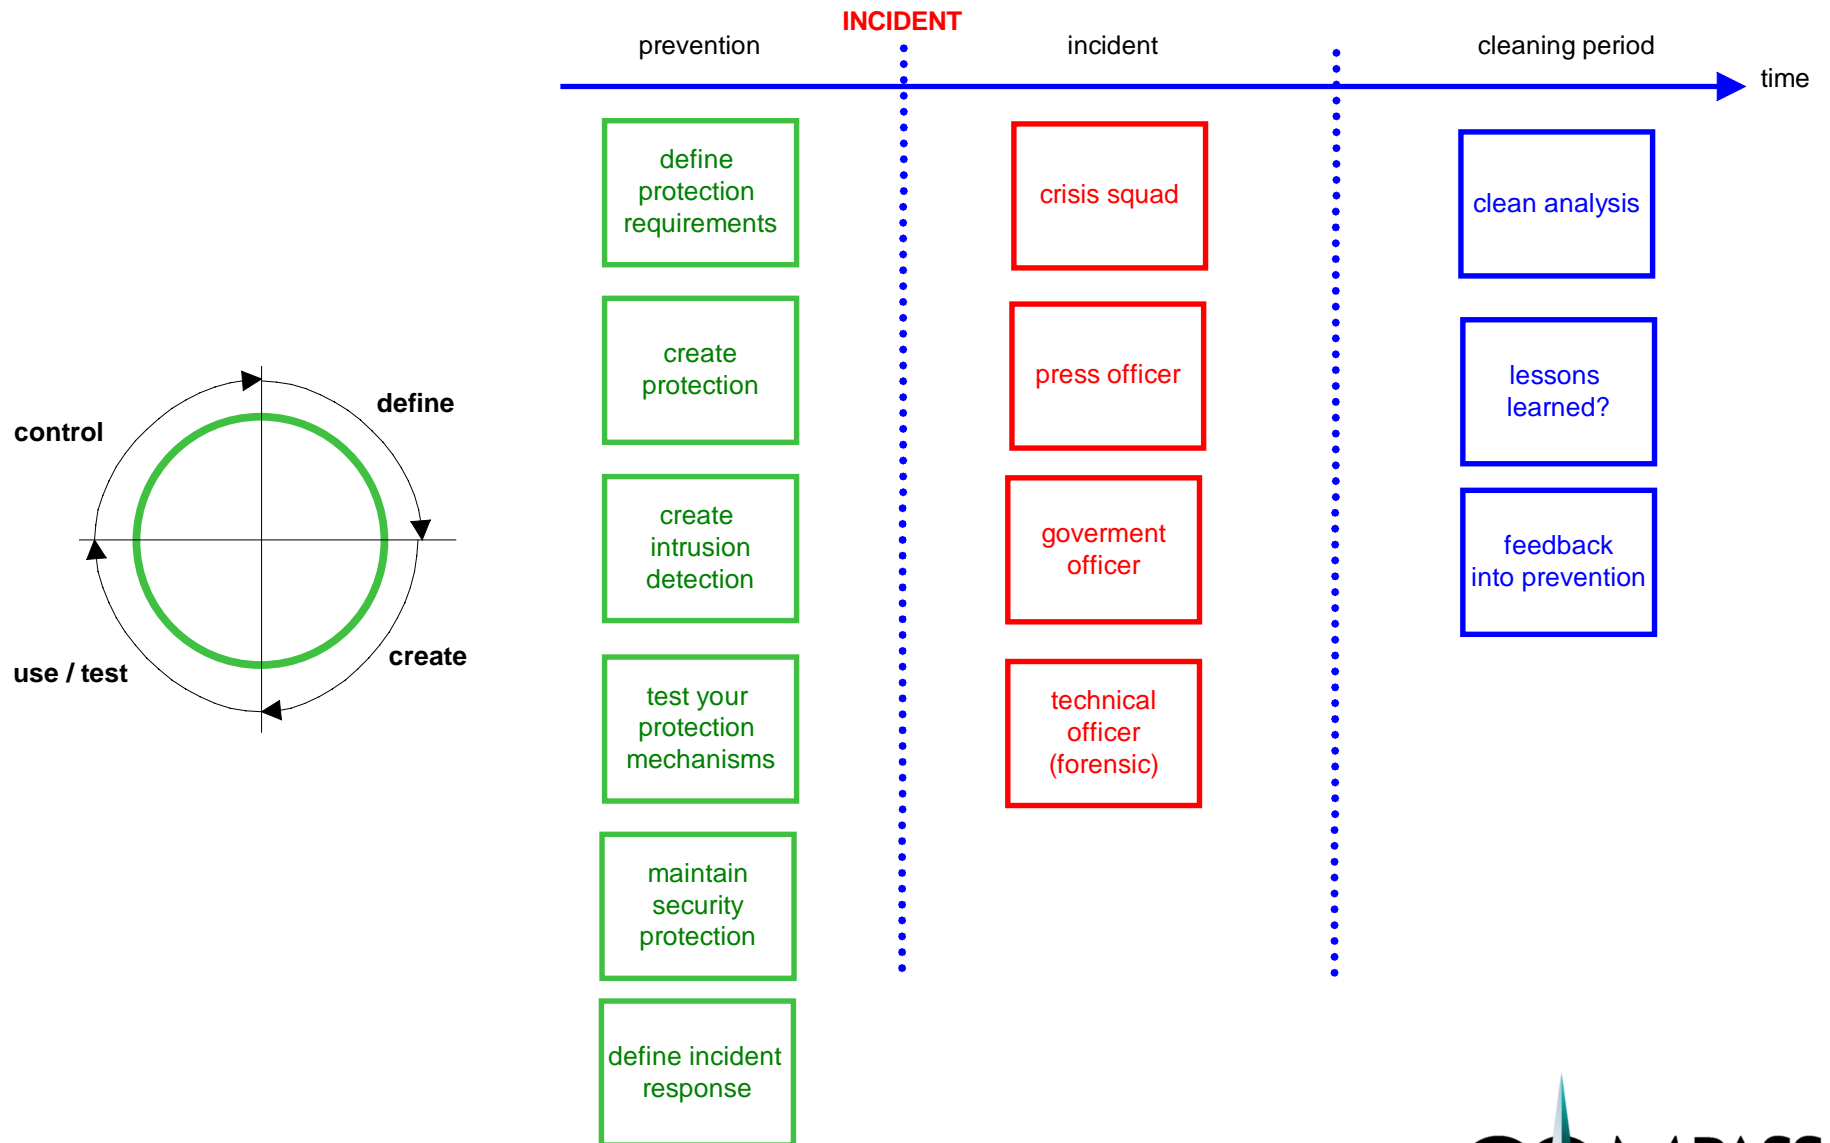 INCIDENT
prevention
incident
cleaning period
time
define
protection
requirements
crisis squad
clean analysis
create
protection
press officer
lessons
learned?
control
define
use / test
create
create
intrusion
detection
goverment
officer
feedback
into prevention
test your
protection
mechanisms
technical
officer
(forensic)
maintain
security
protection
define incident
response